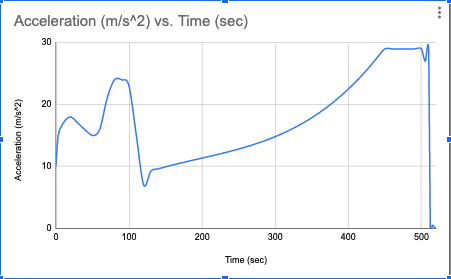 Acceleration (m/s^2) vs. Time (sec)
Acceleration (m/s^2)
30
20
10
0
0 100 200 300 400 500
Time (sec)